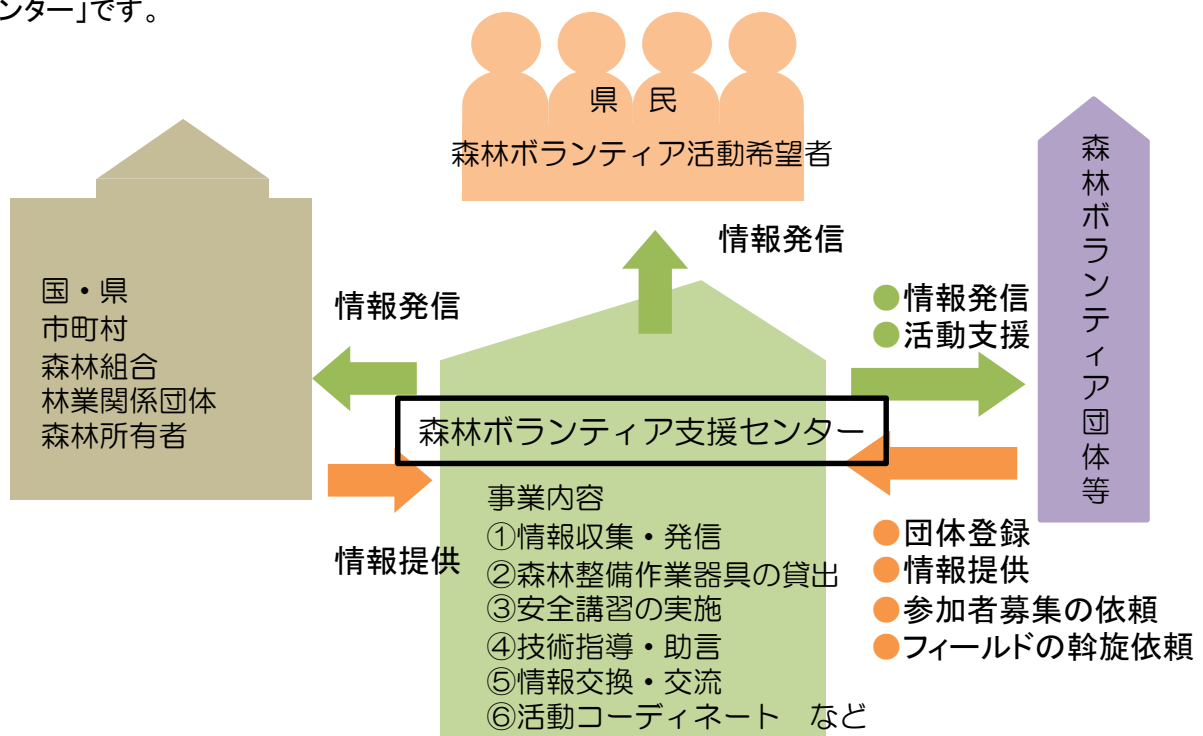 ンター」です。
県 民
森林ボランティア活動希望者
情報発信
国・県
市町村
森林組合
林業関係団体
森林所有者
情報発信
情報提供
森林ボランティア支援センター
事業内容
①情報収集・発信
②森林整備作業器具の貸出
③安全講習の実施
④技術指導・助言
⑤情報交換・交流
⑥活動コーディネート など
●情報発信
●活動支援
●団体登録
●情報提供
●参加者募集の依頼
●フィールドの斡旋依頼
森林ボランティア団体等